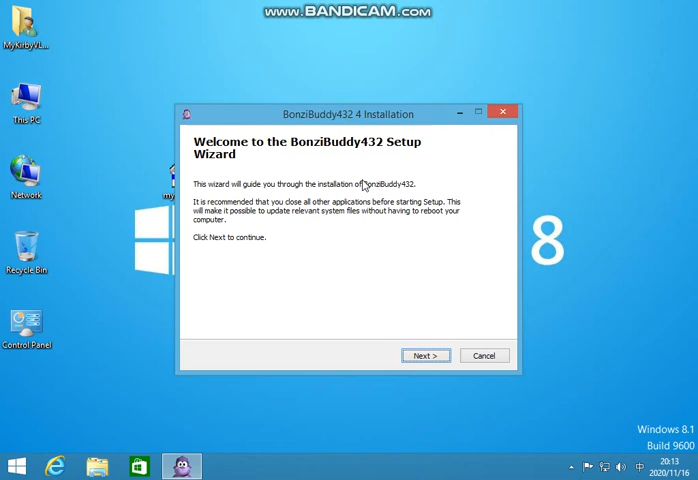 www.BANDICAM.com
MyKirbyVL...
This PC
Network
Recycle Bin
Control Panel
my
BonziBuddy432 4 Installation
Welcome to the BonziBuddy432 Setup
Wizard
This wizard will guide you through the installation of BonziBuddy432.
It is recommended that you close all other applications before starting Setup. This
will make it possible to update relevant system files without having to reboot your
computer.
Click Next to continue.
Next >
Cancel
8
Windows 8.1
Build 9600
中
20:13
2020/11/16